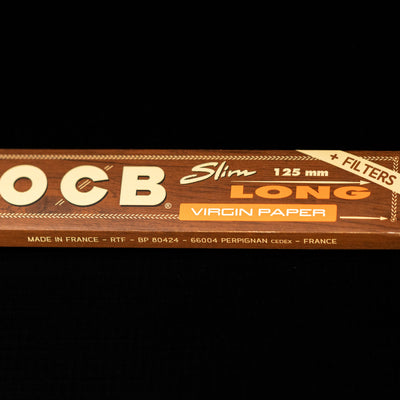 OCB®
Slim 125 mm
LONG
VIRGIN PAPER
+ FILTERS
MADE IN FRANCE - RTF - BP 80424 - 66004 PERPIGNAN CEDEX - FRANCE